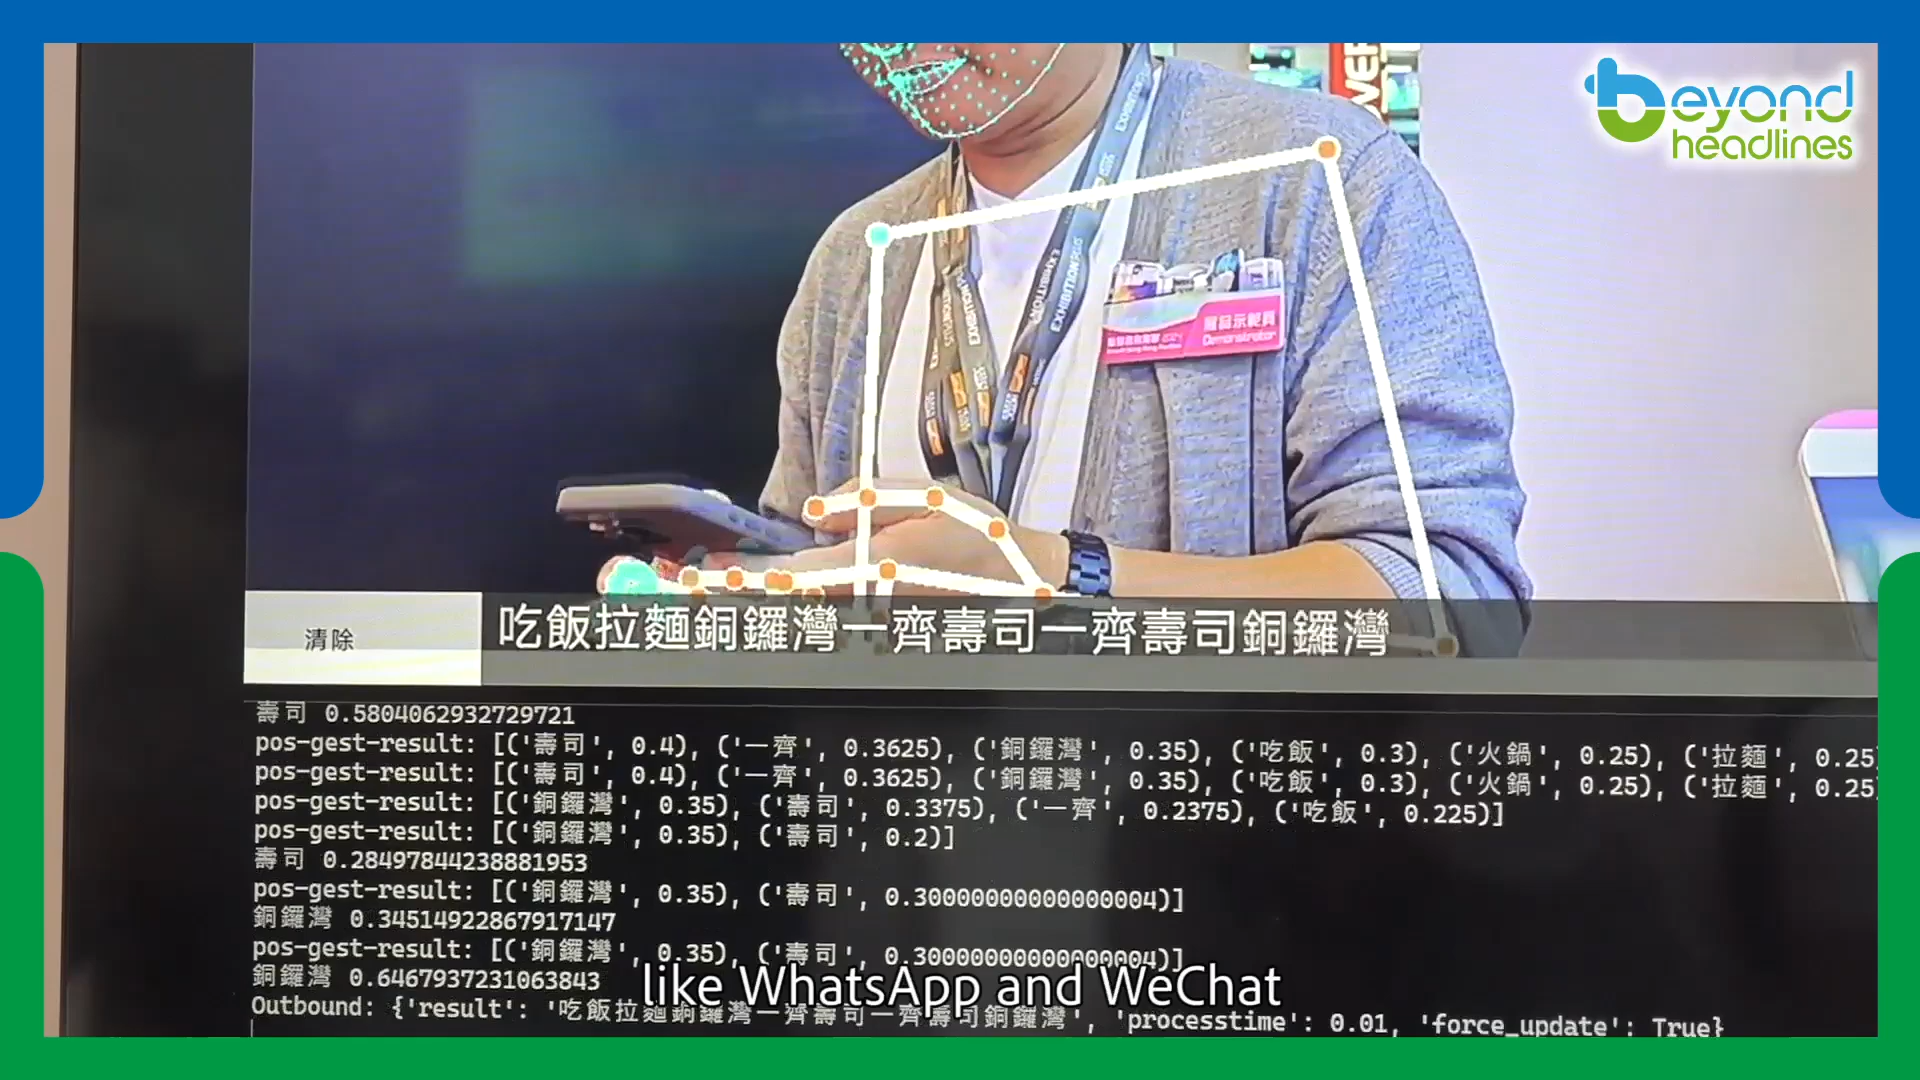 beyond
headlines
VER
EXHIBITION
EXHIBITIONPLUS
展品示範員
Demonstrator
清除
吃飯拉麵銅鑼灣一齊壽司一齊壽司銅鑼灣
壽司 0.5804062932729721
pos-gest-result: [('壽司', 0.4), ('一齊', 0.3625), ('銅鑼灣', 0.35), ('吃飯', 0.3), ('火鍋', 0.25), ('拉麵', 0.25
pos-gest-result: [('壽司', 0.4), ('一齊', 0.3625), ('銅鑼灣', 0.35), ('吃飯', 0.3), ('火鍋', 0.25), ('拉麵', 0.25
pos-gest-result: [('銅鑼灣', 0.35), ('壽司', 0.3375), ('一齊', 0.2375), ('吃飯', 0.225)]
pos-gest-result: [('銅鑼灣', 0.35), ('壽司', 0.2)]
壽司 0.28497844238881953
pos-gest-result: [('銅鑼灣', 0.35), ('壽司', 0.30000000000000004)]
銅鑼灣 0.34514922867917147
pos-gest-result: [('銅鑼灣', 0.35), ('壽司', 0.30000000000000004)]
銅鑼灣 0.6467937231063843
like WhatsApp and WeChat
Outbound: {'result': '吃飯拉麵銅鑼灣一齊壽司一齊壽司銅鑼灣', 'processtime': 0.01, 'force_update': True}